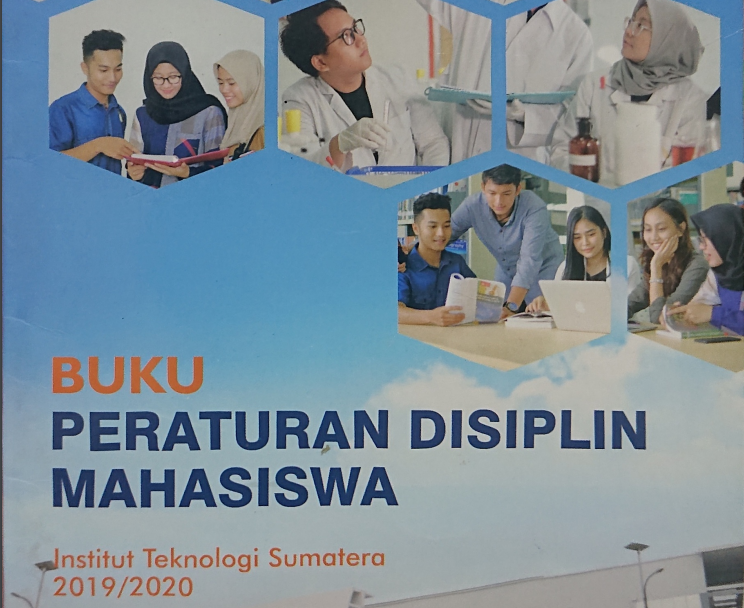 BUKU
PERATURAN DISIPLIN
MAHASISWA
Institut Teknologi Sumatera
2019/2020